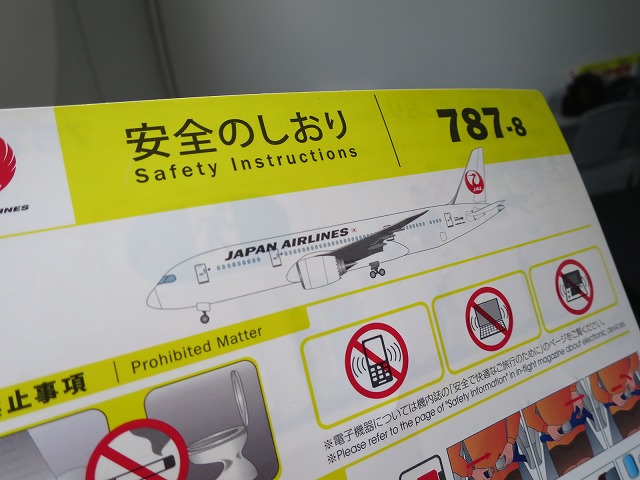 安全のしおり
Safety Instructions
787-8
JAPAN AIRLINES
JAL
止事項
Prohibited Matter
※電子機器については機内誌の「安全で快適なご旅行のために」のページをご覧ください。
※Please refer to the page of "Safety Information" in in-flight magazine about electronic devices.